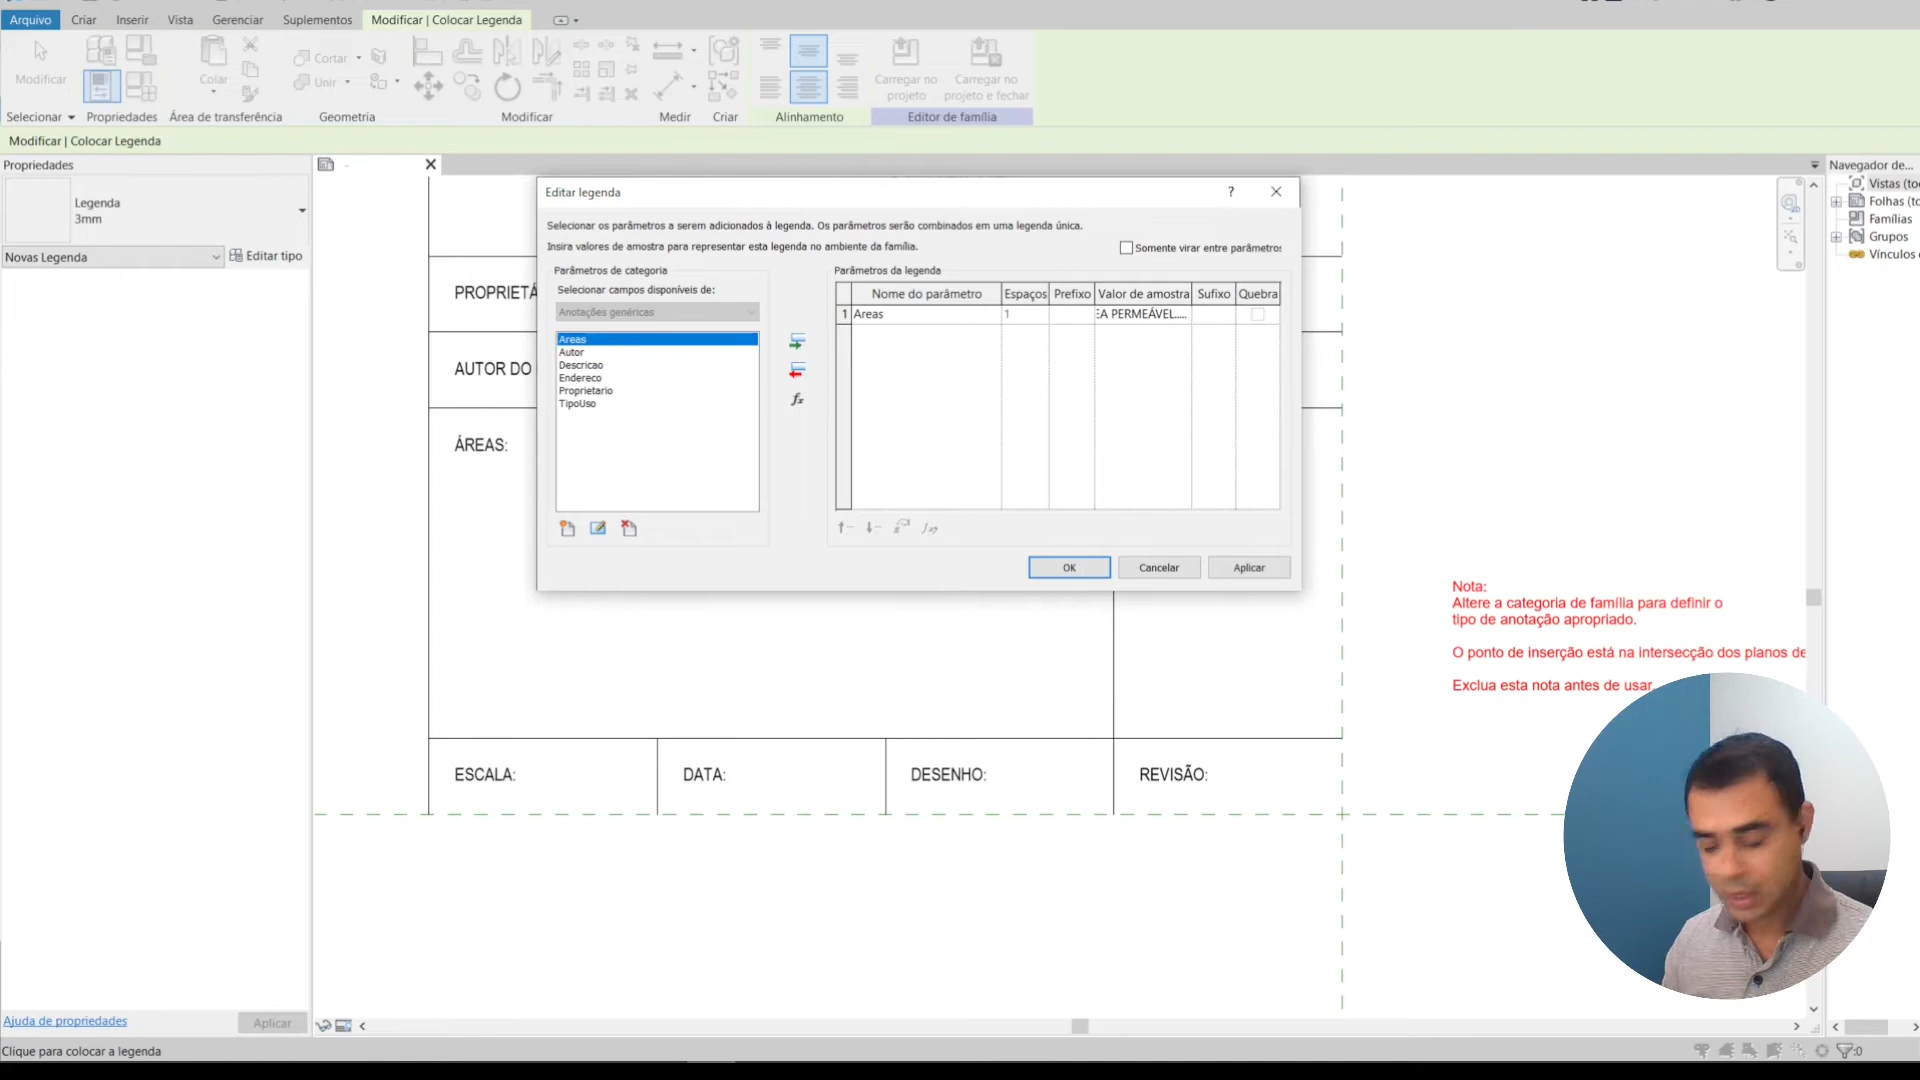 Arquivo Criar Inserir Vista Gerenciar Suplementos Modificar | Colocar Legenda
Modificar
Colar
Cortar
Unir
Carregar no projeto
Carregar no projeto e fechar
Selecionar Propriedades Área de transferência Geometria Modificar Medir Criar Alinhamento Editor de família
Modificar | Colocar Legenda
Propriedades
Legenda
3mm
Novas Legenda
Editar tipo
Ajuda de propriedades
Aplicar
Clique para colocar a legenda
Editar legenda
?
Selecionar os parâmetros a serem adicionados à legenda. Os parâmetros serão combinados em uma legenda única.
Insira valores de amostra para representar esta legenda no ambiente da família.
Somente virar entre parâmetros
Parâmetros de categoria
Selecionar campos disponíveis de:
Anotações genéricas
Areas
Autor
Descricao
Endereco
Proprietario
TipoUso
fx
Parâmetros da legenda
Nome do parâmetro Espaços Prefixo Valor de amostra Sufixo Quebra
1 Areas 1 EA PERMEÁVEL.....
OK Cancelar Aplicar
PROPRIETÁ
AUTOR DO
ÁREAS:
ESCALA: DATA: DESENHO: REVISÃO:
Nota:
Altere a categoria de família para definir o
tipo de anotação apropriado.
O ponto de inserção está na intersecção dos planos de
Exclua esta nota antes de usar
Navegador de...
Vistas (to
Folhas (to
Famílias
Grupos
Vínculos
:0